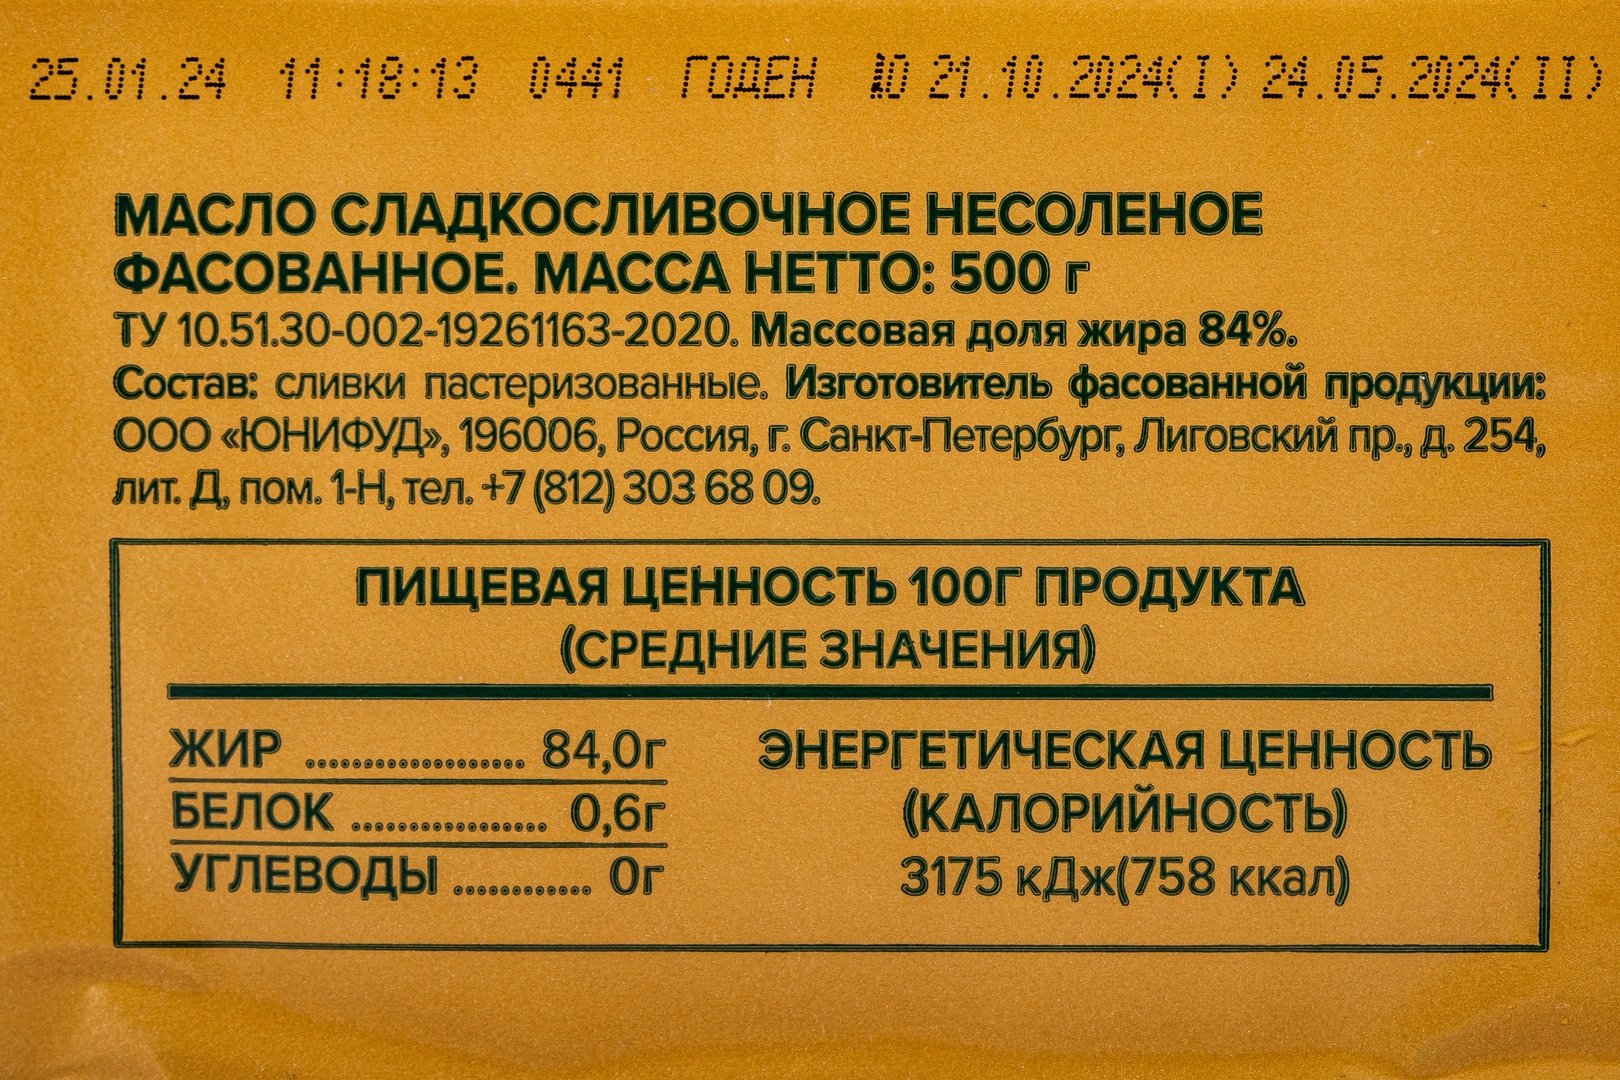 25.01.24 11:18:13 0441 ГОДЕН ДО 21.10.2024(I) 24.05.2024(II)
МАСЛО СЛАДКОСЛИВОЧНОЕ НЕСОЛЕНОЕ
ФАСОВАННОЕ. МАССА НЕТТО: 500 г
ТУ 10.51.30-002-19261163-2020. Массовая доля жира 84%.
Состав: сливки пастеризованные. Изготовитель фасованной продукции:
ООО «ЮНИФУД», 196006, Россия, г. Санкт-Петербург, Лиговский пр., д. 254,
лит. Д, пом. 1-Н, тел. +7 (812) 303 68 09.
ПИЩЕВАЯ ЦЕННОСТЬ 100Г ПРОДУКТА
(СРЕДНИЕ ЗНАЧЕНИЯ)
ЖИР ................... 84,0г
БЕЛОК ................. 0,6г
УГЛЕВОДЫ ............ 0г
ЭНЕРГЕТИЧЕСКАЯ ЦЕННОСТЬ
(КАЛОРИЙНОСТЬ)
3175 кДж(758 ккал)